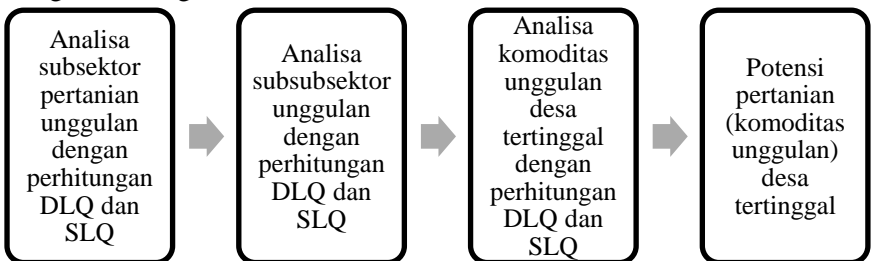 Analisa
subsektor
pertanian
unggulan
dengan
perhitungan
DLQ dan
SLQ
Analisa
subsubsektor
unggulan
dengan
perhitungan
DLQ dan
SLQ
Analisa
komoditas
unggulan
desa
tertinggal
dengan
perhitungan
DLQ dan
SLQ
Potensi
pertanian
(komoditas
unggulan)
desa
tertinggal